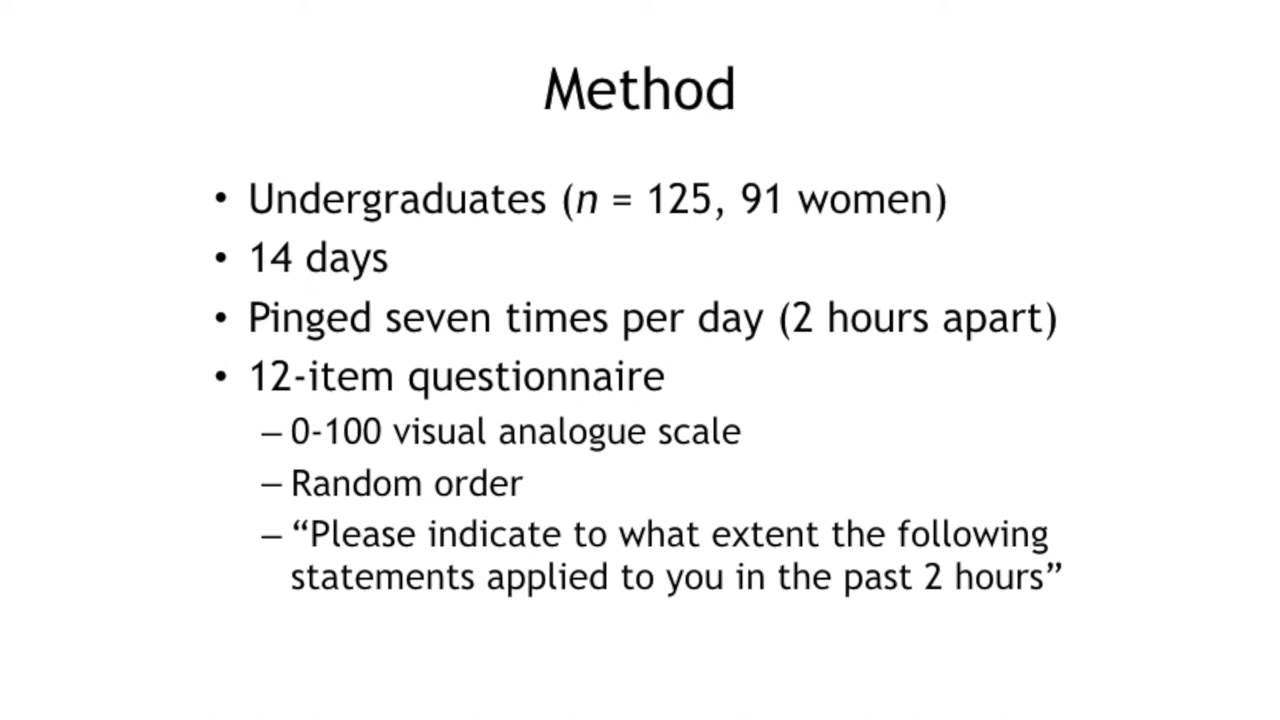 Method
• Undergraduates (n = 125, 91 women)
• 14 days
• Pinged seven times per day (2 hours apart)
• 12-item questionnaire
– 0-100 visual analogue scale
– Random order
– “Please indicate to what extent the following
statements applied to you in the past 2 hours”